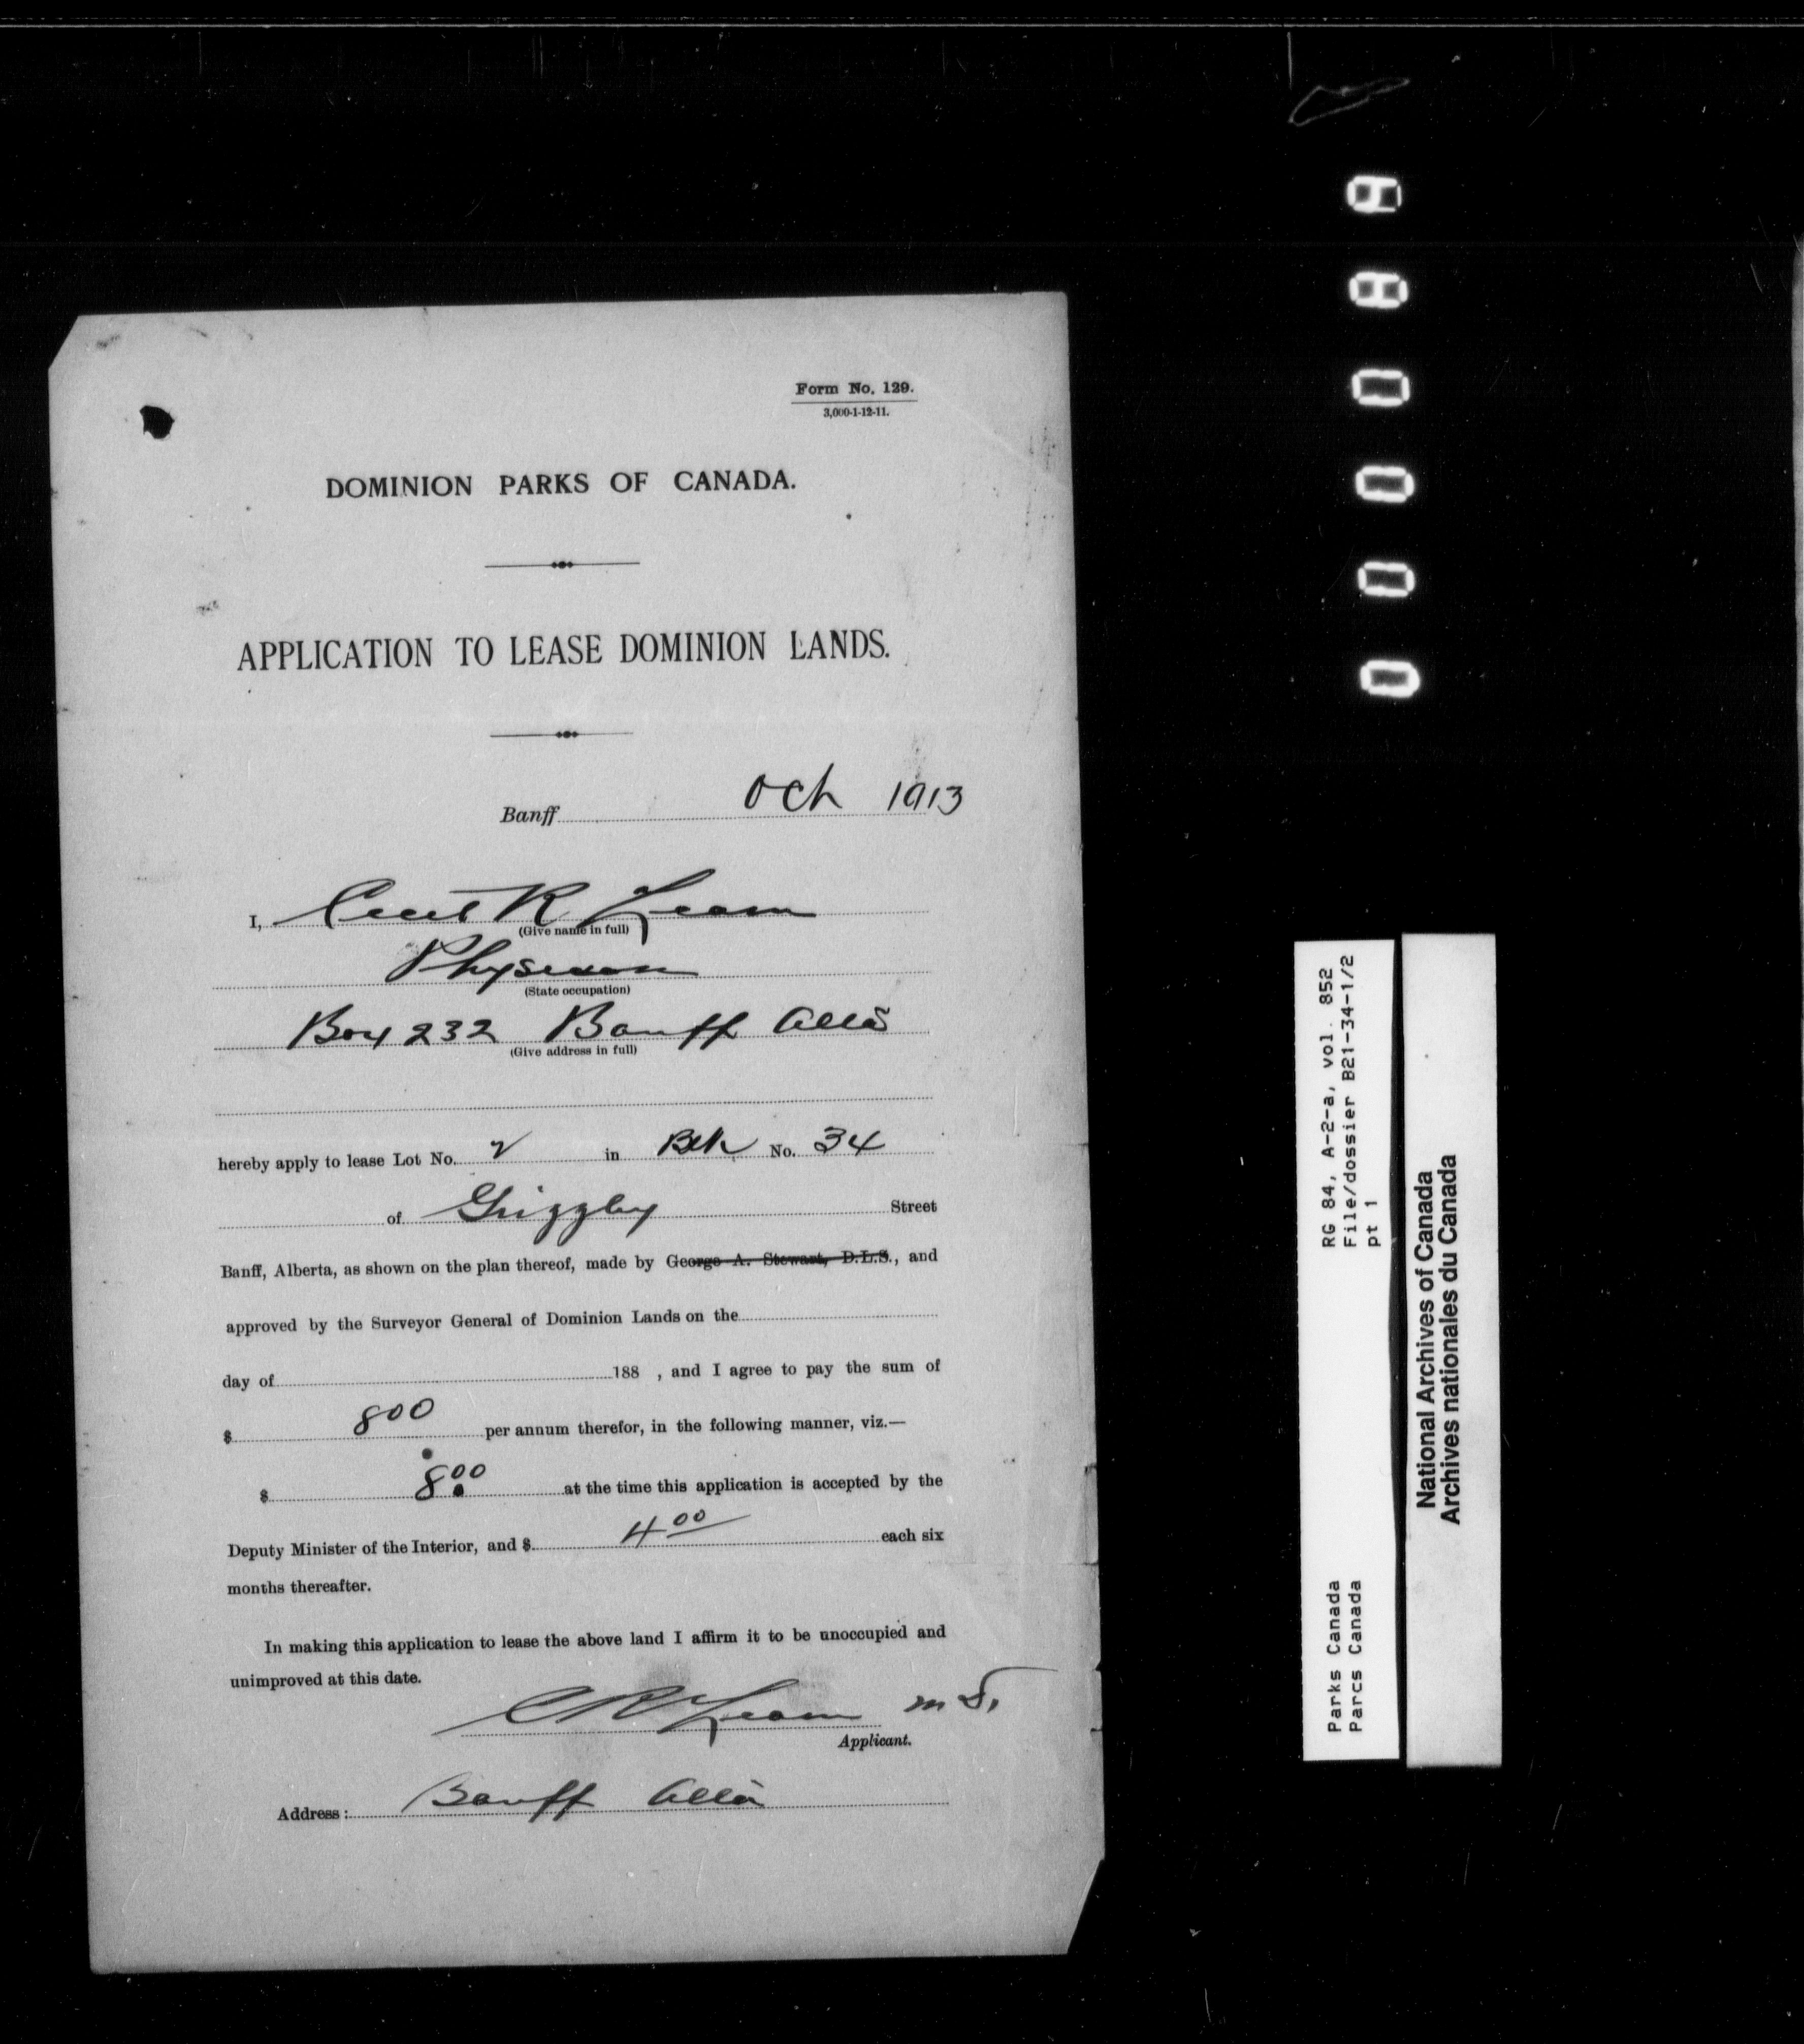 Form No. 129.
3,000-1-12-11.
DOMINION PARKS OF CANADA.
APPLICATION TO LEASE DOMINION LANDS.
Banff Oct 1913
I, Cecil R
(Give name in full)
Physician
(State occupation)
Box 232 Banff Alta
(Give address in full)
hereby apply to lease Lot No. 2 in Blk No. 34
of Grizzley Street
Banff, Alberta, as shown on the plan thereof, made by George A. Stewart, D.L.S., and
approved by the Surveyor General of Dominion Lands on the
day of 188 , and I agree to pay the sum of
$ 8 00 per annum therefor, in the following manner, viz.—
$ 8.00 at the time this application is accepted by the
Deputy Minister of the Interior, and $ 4 00 each six
months thereafter.
In making this application to lease the above land I affirm it to be unoccupied and
unimproved at this date.
C R M D.
Applicant.
Address: Banff Alta
RG 84, A-2-a, vol. 852
File/dossier B21-34-1/2
pt 1
Parks Canada
Parcs Canada
National Archives of Canada
Archives nationales du Canada